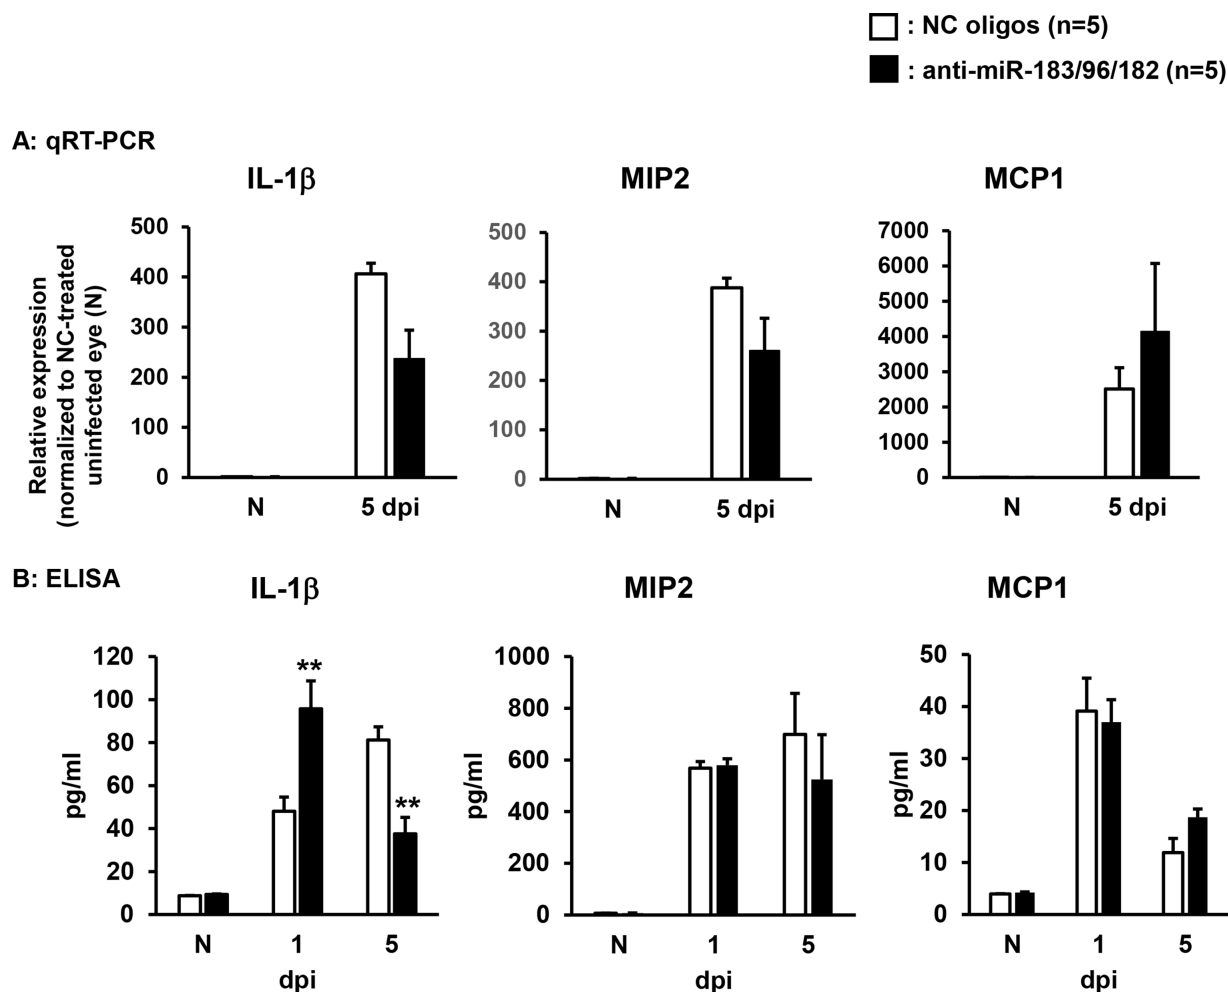 : NC oligos (n=5)
: anti-miR-183/96/182 (n=5)
A: qRT-PCR
IL-1β
MIP2
MCP1
Relative expression
(normalized to NC-treated
uninfected eye (N)
500
400
300
200
100
0
N
5 dpi
500
400
300
200
100
0
N
5 dpi
7000
6000
5000
4000
3000
2000
1000
0
N
5 dpi
B: ELISA
IL-1β
MIP2
MCP1
pg/ml
120
100
80
60
40
20
0
**
**
N
1
5
dpi
pg/ml
1000
800
600
400
200
0
N
1
5
dpi
pg/ml
50
40
30
20
10
0
N
1
5
dpi